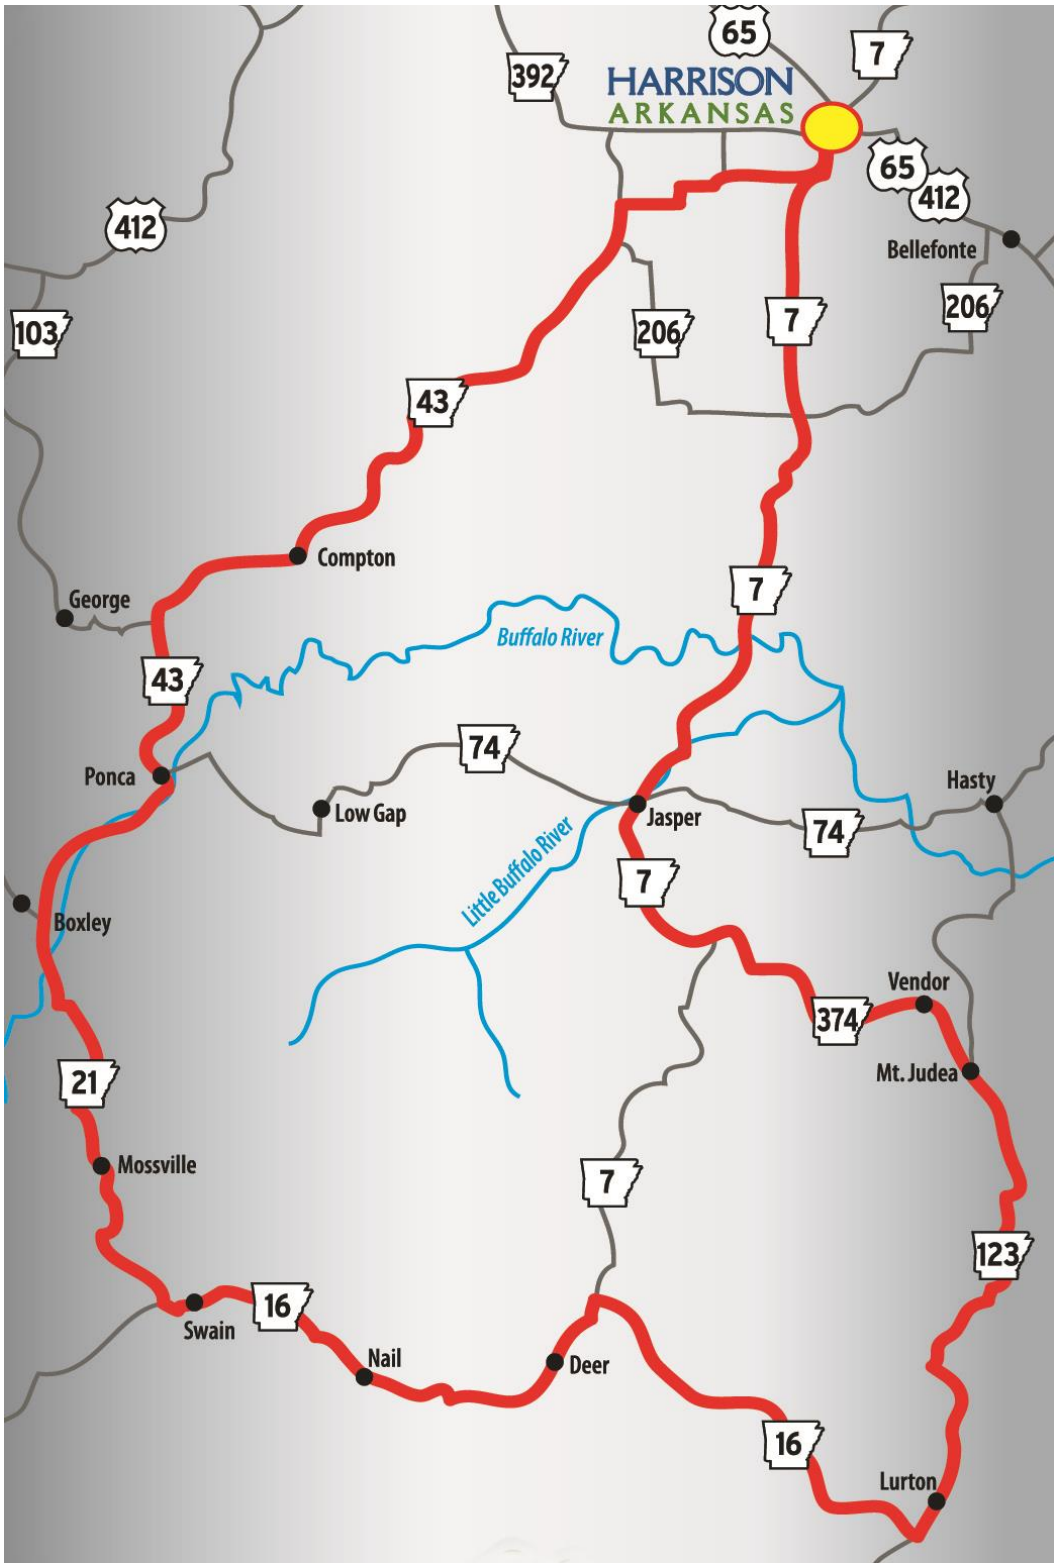 65
7
392
HARRISON
ARKANSAS
65
412
412
Bellefonte
103
206
7
206
43
Compton
7
George
Buffalo River
43
74
Ponca
Hasty
Low Gap
Jasper
74
Little Buffalo River
7
Boxley
Vendor
374
Mt. Judea
21
Mossville
7
123
16
Swain
Nail
Deer
16
Lurton